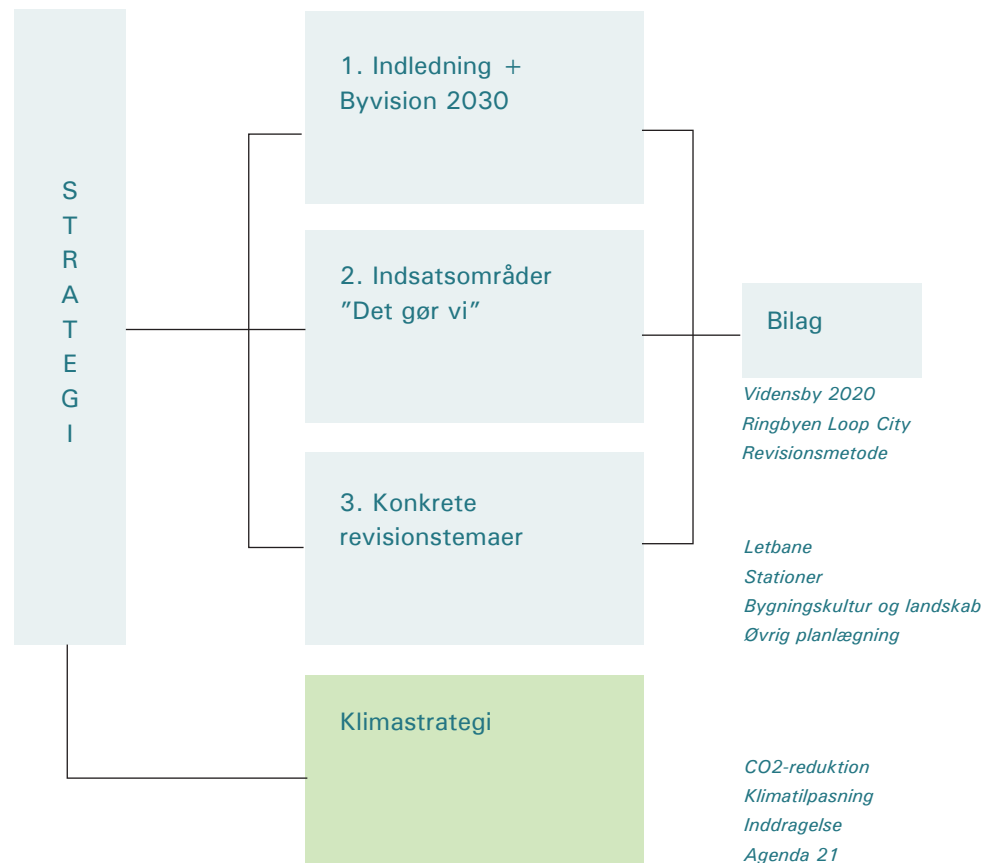 STRATEGI
1. Indledning +
Byvision 2030
2. Indsatsområder
"Det gør vi"
3. Konkrete
revisionstemaer
Klimastrategi
Bilag
Vidensby 2020
Ringbyen Loop City
Revisionsmetode
Letbane
Stationer
Bygningskultur og landskab
Øvrig planlægning
CO2-reduktion
Klimatilpasning
Inddragelse
Agenda 21